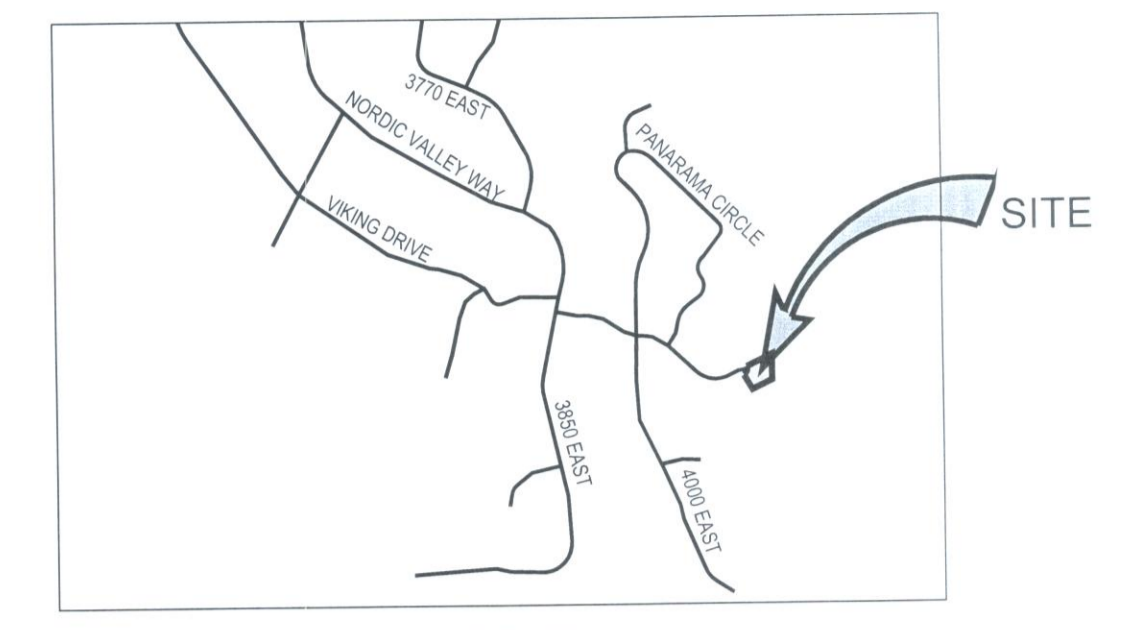 3770 EAST
NORDIC VALLEY WAY
PANARAMA CIRCLE
SITE
VIKING DRIVE
3850 EAST
4000 EAST